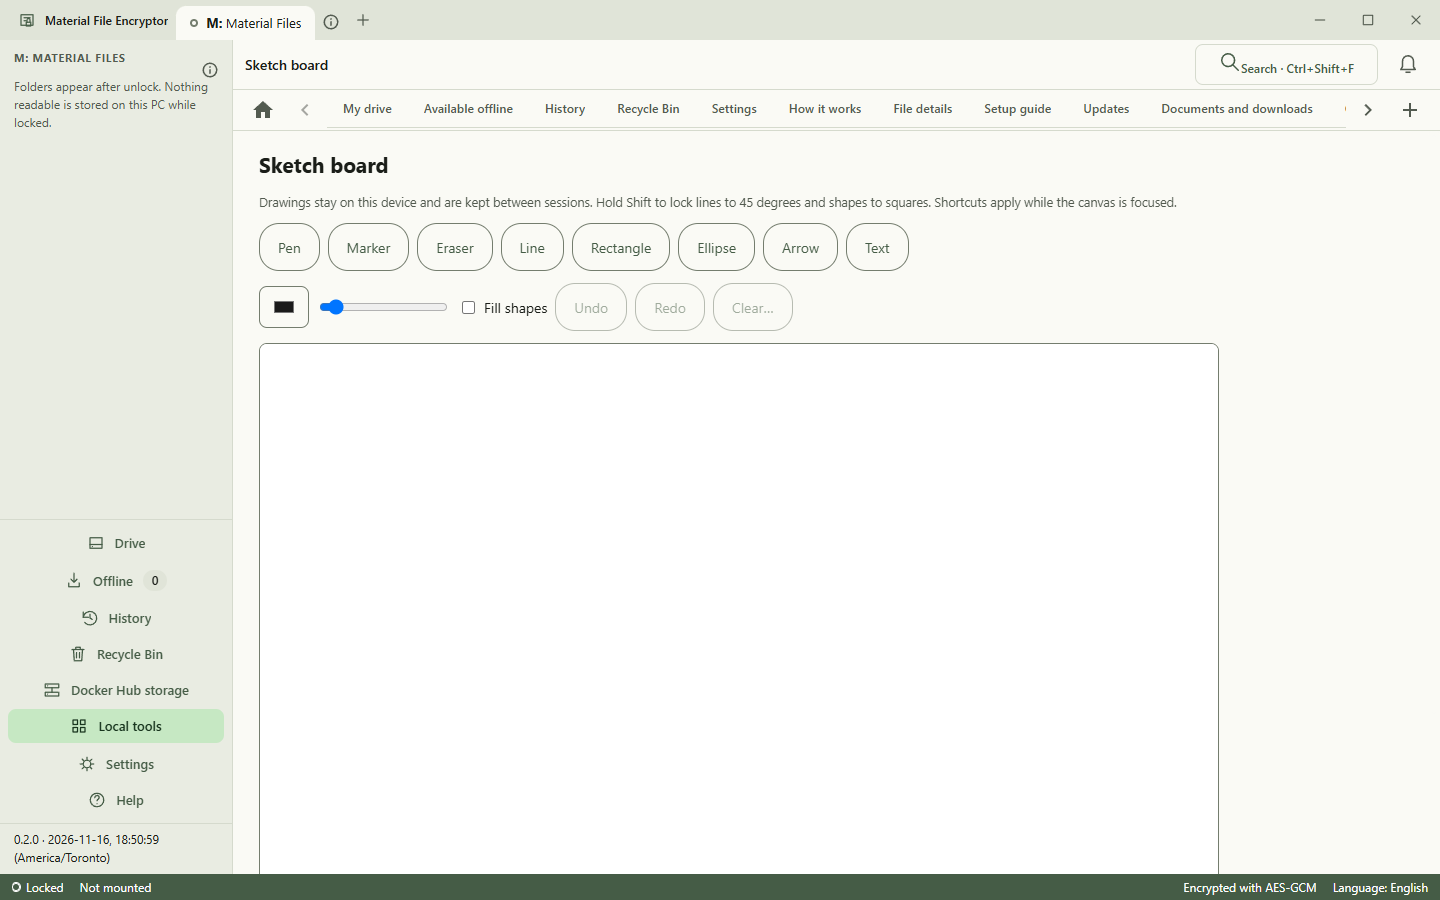 Material File Encryptor
M: Material Files
M: MATERIAL FILES
Folders appear after unlock. Nothing
readable is stored on this PC while
locked.
Sketch board
Search · Ctrl+Shift+F
My drive
Available offline
History
Recycle Bin
Settings
How it works
File details
Setup guide
Updates
Documents and downloads
Sketch board
Drawings stay on this device and are kept between sessions. Hold Shift to lock lines to 45 degrees and shapes to squares. Shortcuts apply while the canvas is focused.
Pen
Marker
Eraser
Line
Rectangle
Ellipse
Arrow
Text
Fill shapes
Undo
Redo
Clear...
Drive
Offline 0
History
Recycle Bin
Docker Hub storage
Local tools
Settings
Help
0.2.0 · 2026-11-16, 18:50:59
(America/Toronto)
Locked
Not mounted
Encrypted with AES-GCM
Language: English